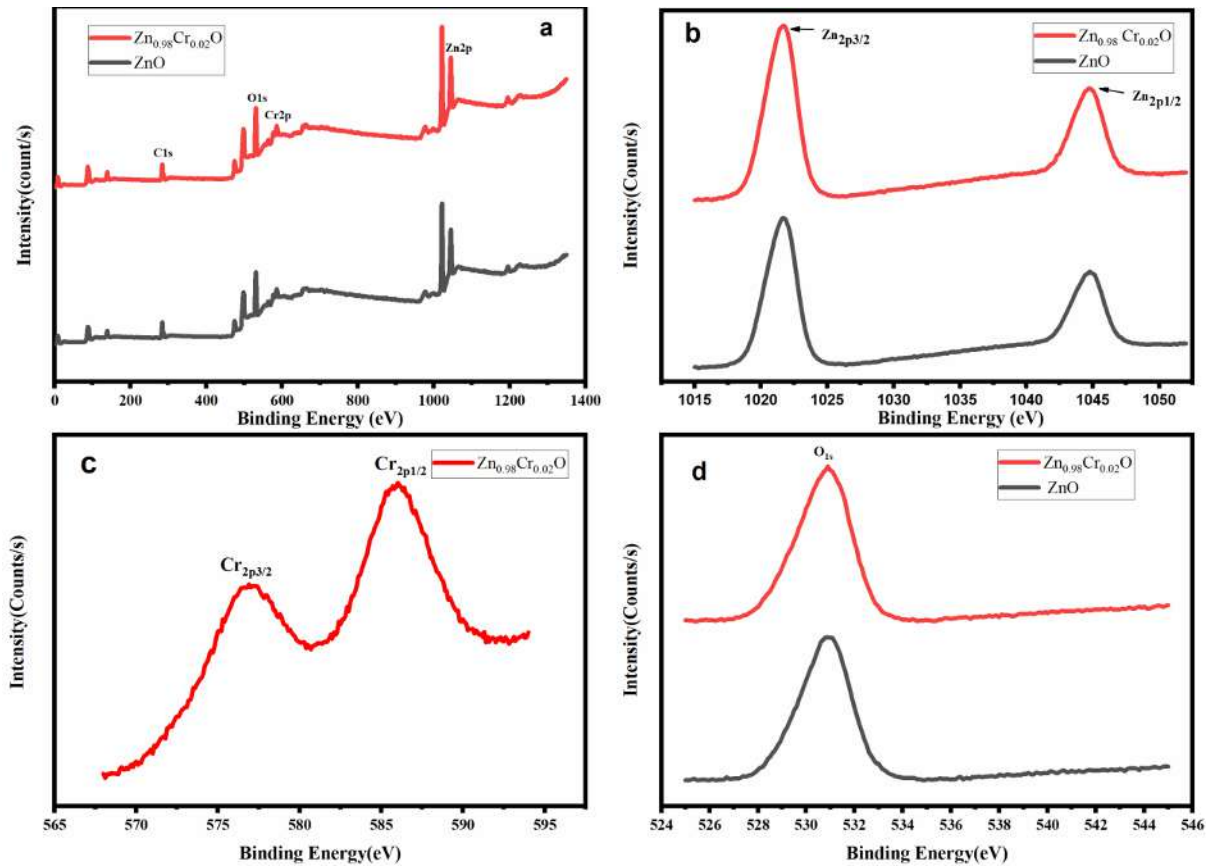 a
Zn0.98Cr0.02O
ZnO
Zn2p
O1s
Cr2p
C1s
Intensity(count/s)
0 200 400 600 800 1000 1200 1400
Binding Energy (eV)
b
Zn2p3/2
Zn0.98 Cr0.02O
ZnO
Zn2p1/2
Intensity(Count/s)
1015 1020 1025 1030 1035 1040 1045 1050
Binding Energy (eV)
c
Cr2p1/2
Zn0.98Cr0.02O
Cr2p3/2
Intensity(Counts/s)
565 570 575 580 585 590 595
Binding Energy(eV)
d
O1s
Zn0.98Cr0.02O
ZnO
Intensity(Counts/s)
524 526 528 530 532 534 536 538 540 542 544 546
Binding Energy(eV)